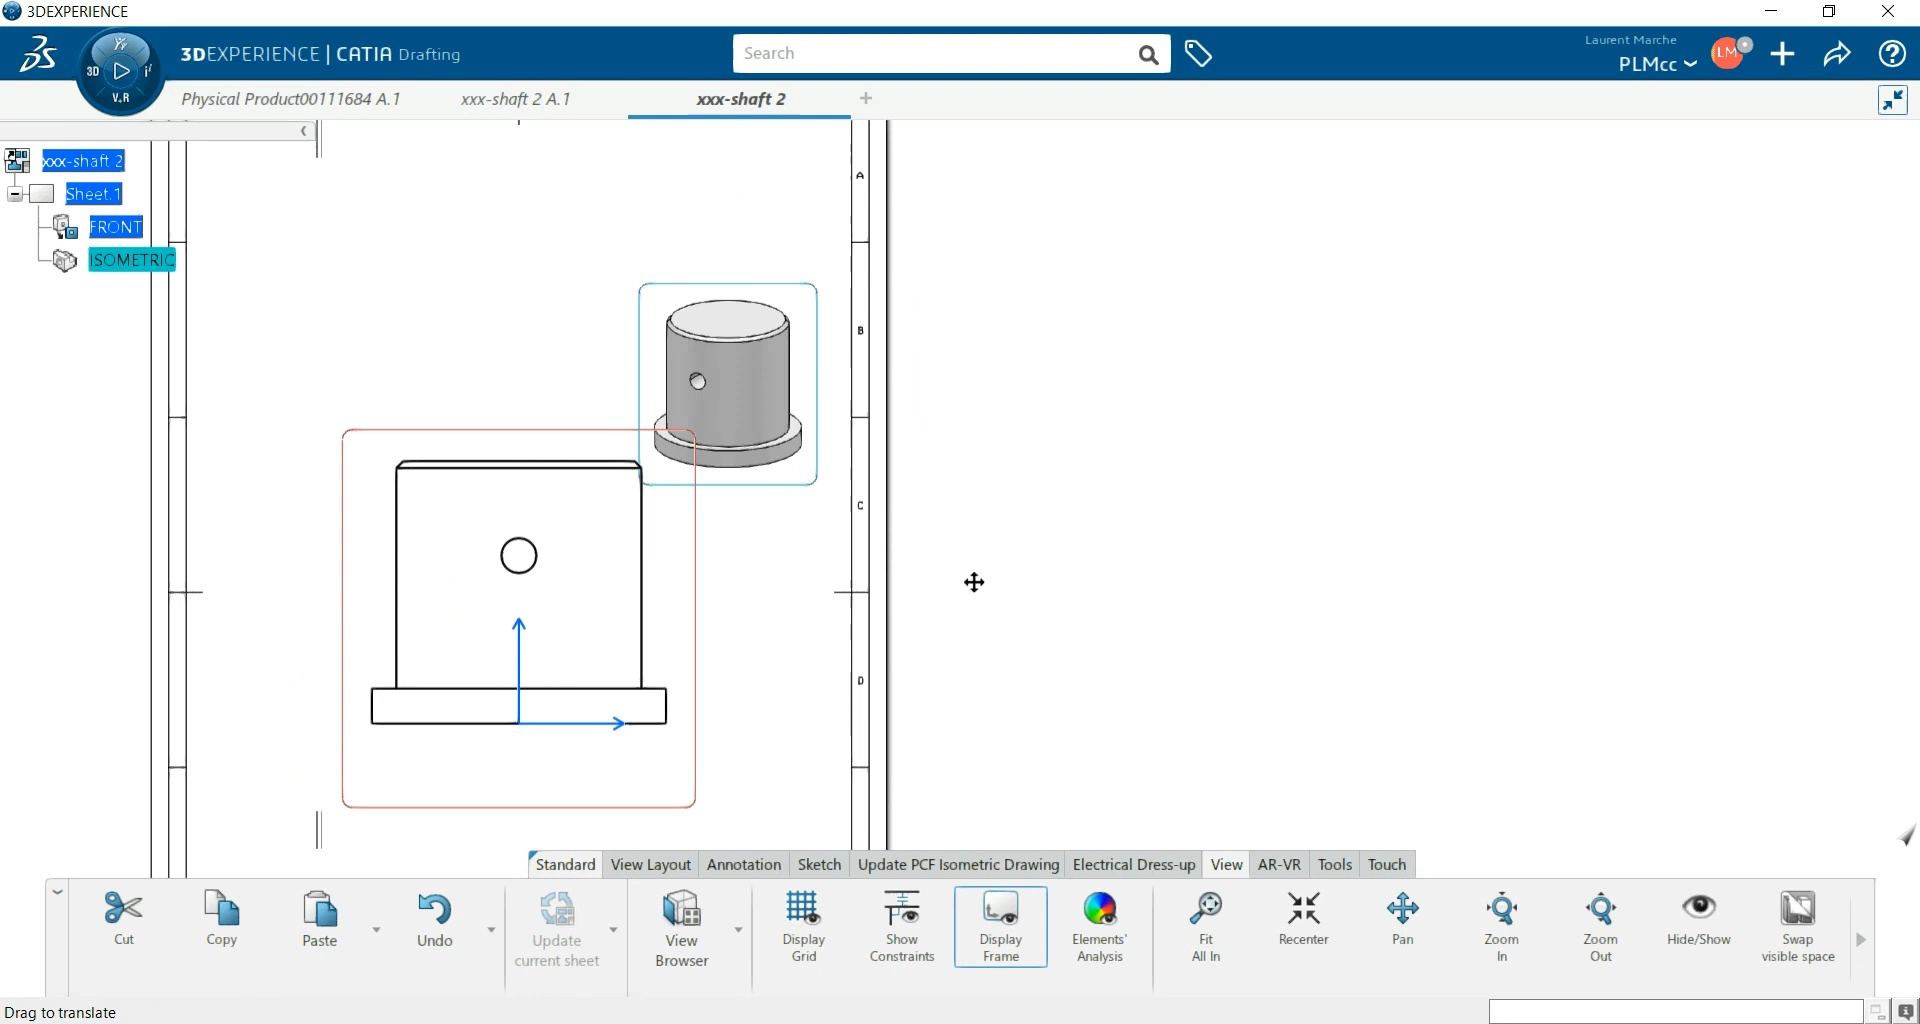 3DEXPERIENCE
3DEXPERIENCE | CATIA Drafting
Search
Laurent Marche
PLMcc
LM
3D
V.R
Physical Product00111684 A.1
xxx-shaft 2 A.1
xxx-shaft 2
+
xxx-shaft 2
Sheet.1
FRONT
ISOMETRIC
A
B
C
D
Standard
View Layout
Annotation
Sketch
Update PCF Isometric Drawing
Electrical Dress-up
View
AR-VR
Tools
Touch
Cut
Copy
Paste
Undo
Update
current sheet
View
Browser
Display
Grid
Show
Constraints
Display
Frame
Elements'
Analysis
Fit
All In
Recenter
Pan
Zoom
In
Zoom
Out
Hide/Show
Swap
visible space
Drag to translate